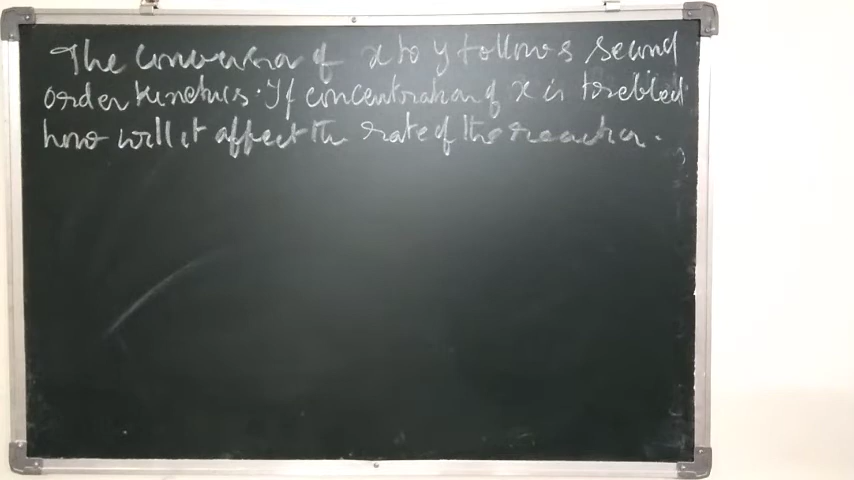 The conversion of x to y follows second
order kinetics. If concentration of x is trebled
how will it affect the rate of the reaction.